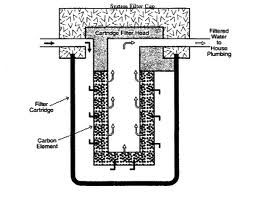 System Filter Cap
Cartridge Filter Head
Filtered
Water
to
House
Plumbing
Filter
Cartridge
Carbon
Element